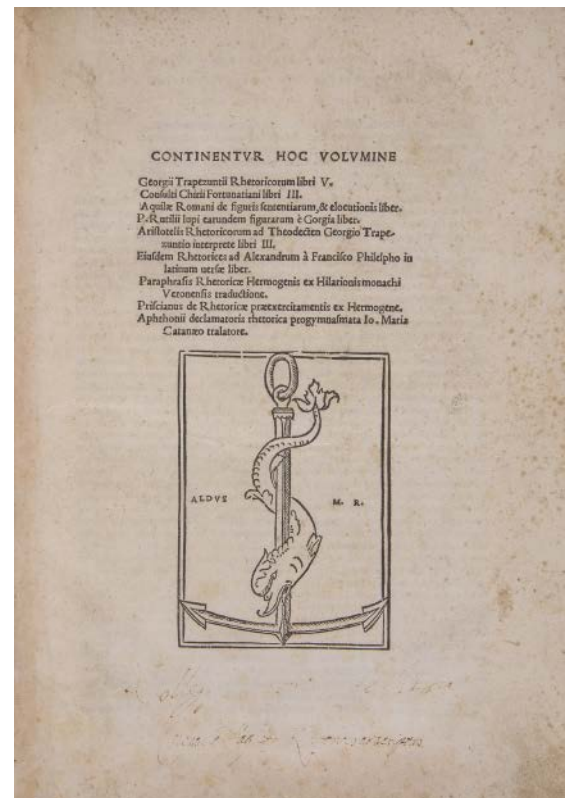 CONTINENTVR HOC VOLVMINE
Georgii Trapezuntii Rhetoricorum libri V.
Consulti Chirii Fortunatiani libri III.
Aquilæ Romani de figuris sententiarum, & elocutionis liber.
P. Rutilii lupi earundem figurarum è Gorgia liber.
Aristotelis Rhetoricorum ad Theodecten Georgio Trape-
zuntio interprete libri III.
Eiusdem Rhetorices ad Alexandrum à Francisco Philelpho in
latinum uersæ liber.
Paraphrasis Rhetoricæ Hermogenis ex Hilarionis monachi
Veronensis traductione.
Priscianus de Rhetoricæ præexercitamentis ex Hermogene.
Aphthonii declamatoris rhetorica progymnasmata Io. Maria
Catanæo tralatore.
ALDVS M. R.